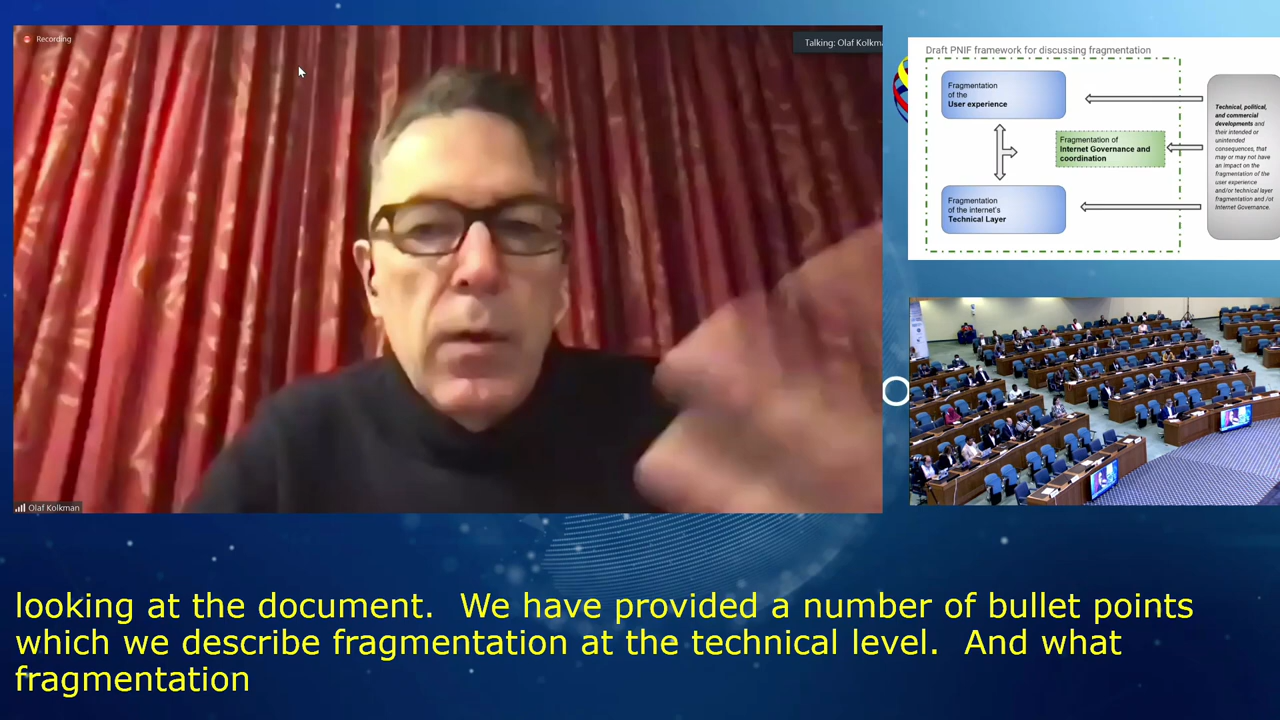 Recording
Talking: Olaf Kolkma
Olaf Kolkman
Draft PNIF framework for discussing fragmentation
Fragmentation
of the
User experience
Fragmentation of
Internet Governance and
coordination
Fragmentation
of the internet's
Technical Layer
Technical, political,
and commercial
developments and
their intended or
unintended
consequences, that
may or may not have
an impact on the
fragmentation of the
user experience
and/or technical layer
fragmentation and /ot
Internet Governance.
looking at the document. We have provided a number of bullet points
which we describe fragmentation at the technical level. And what
fragmentation